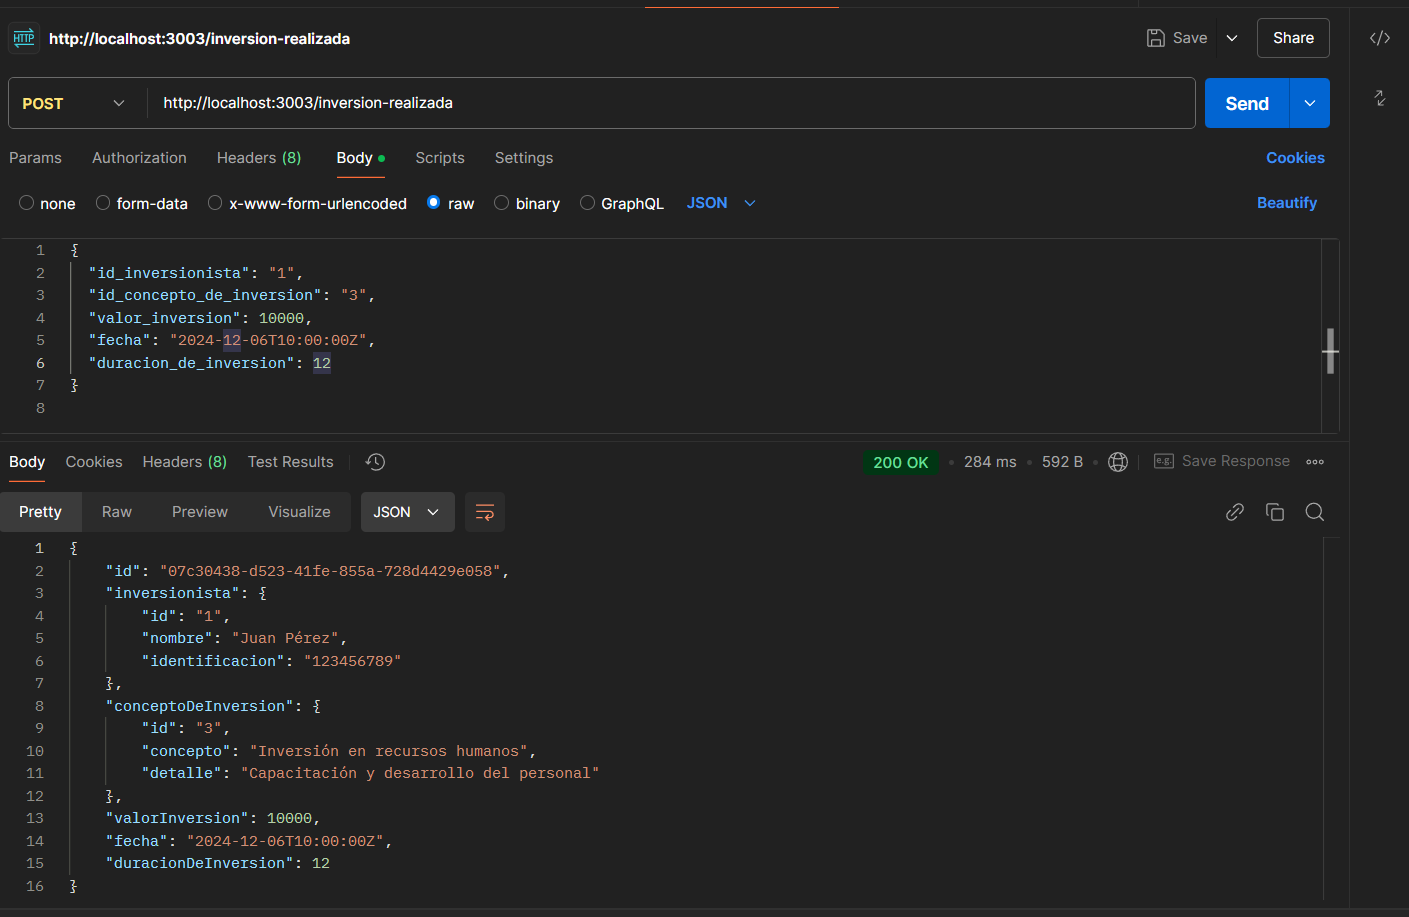 HTTP http://localhost:3003/inversion-realizada Save Share
POST http://localhost:3003/inversion-realizada Send
Params Authorization Headers (8) Body Scripts Settings Cookies
none form-data x-www-form-urlencoded raw binary GraphQL JSON Beautify
1 {
2 "id_inversionista": "1",
3 "id_concepto_de_inversion": "3",
4 "valor_inversion": 10000,
5 "fecha": "2024-12-06T10:00:00Z",
6 "duracion_de_inversion": 12
7 }
8
Body Cookies Headers (8) Test Results 200 OK 284 ms 592 B e.g. Save Response
Pretty Raw Preview Visualize JSON
1 {
2 "id": "07c30438-d523-41fe-855a-728d4429e058",
3 "inversionista": {
4 "id": "1",
5 "nombre": "Juan Pérez",
6 "identificacion": "123456789"
7 },
8 "conceptoDeInversion": {
9 "id": "3",
10 "concepto": "Inversión en recursos humanos",
11 "detalle": "Capacitación y desarrollo del personal"
12 },
13 "valorInversion": 10000,
14 "fecha": "2024-12-06T10:00:00Z",
15 "duracionDeInversion": 12
16 }